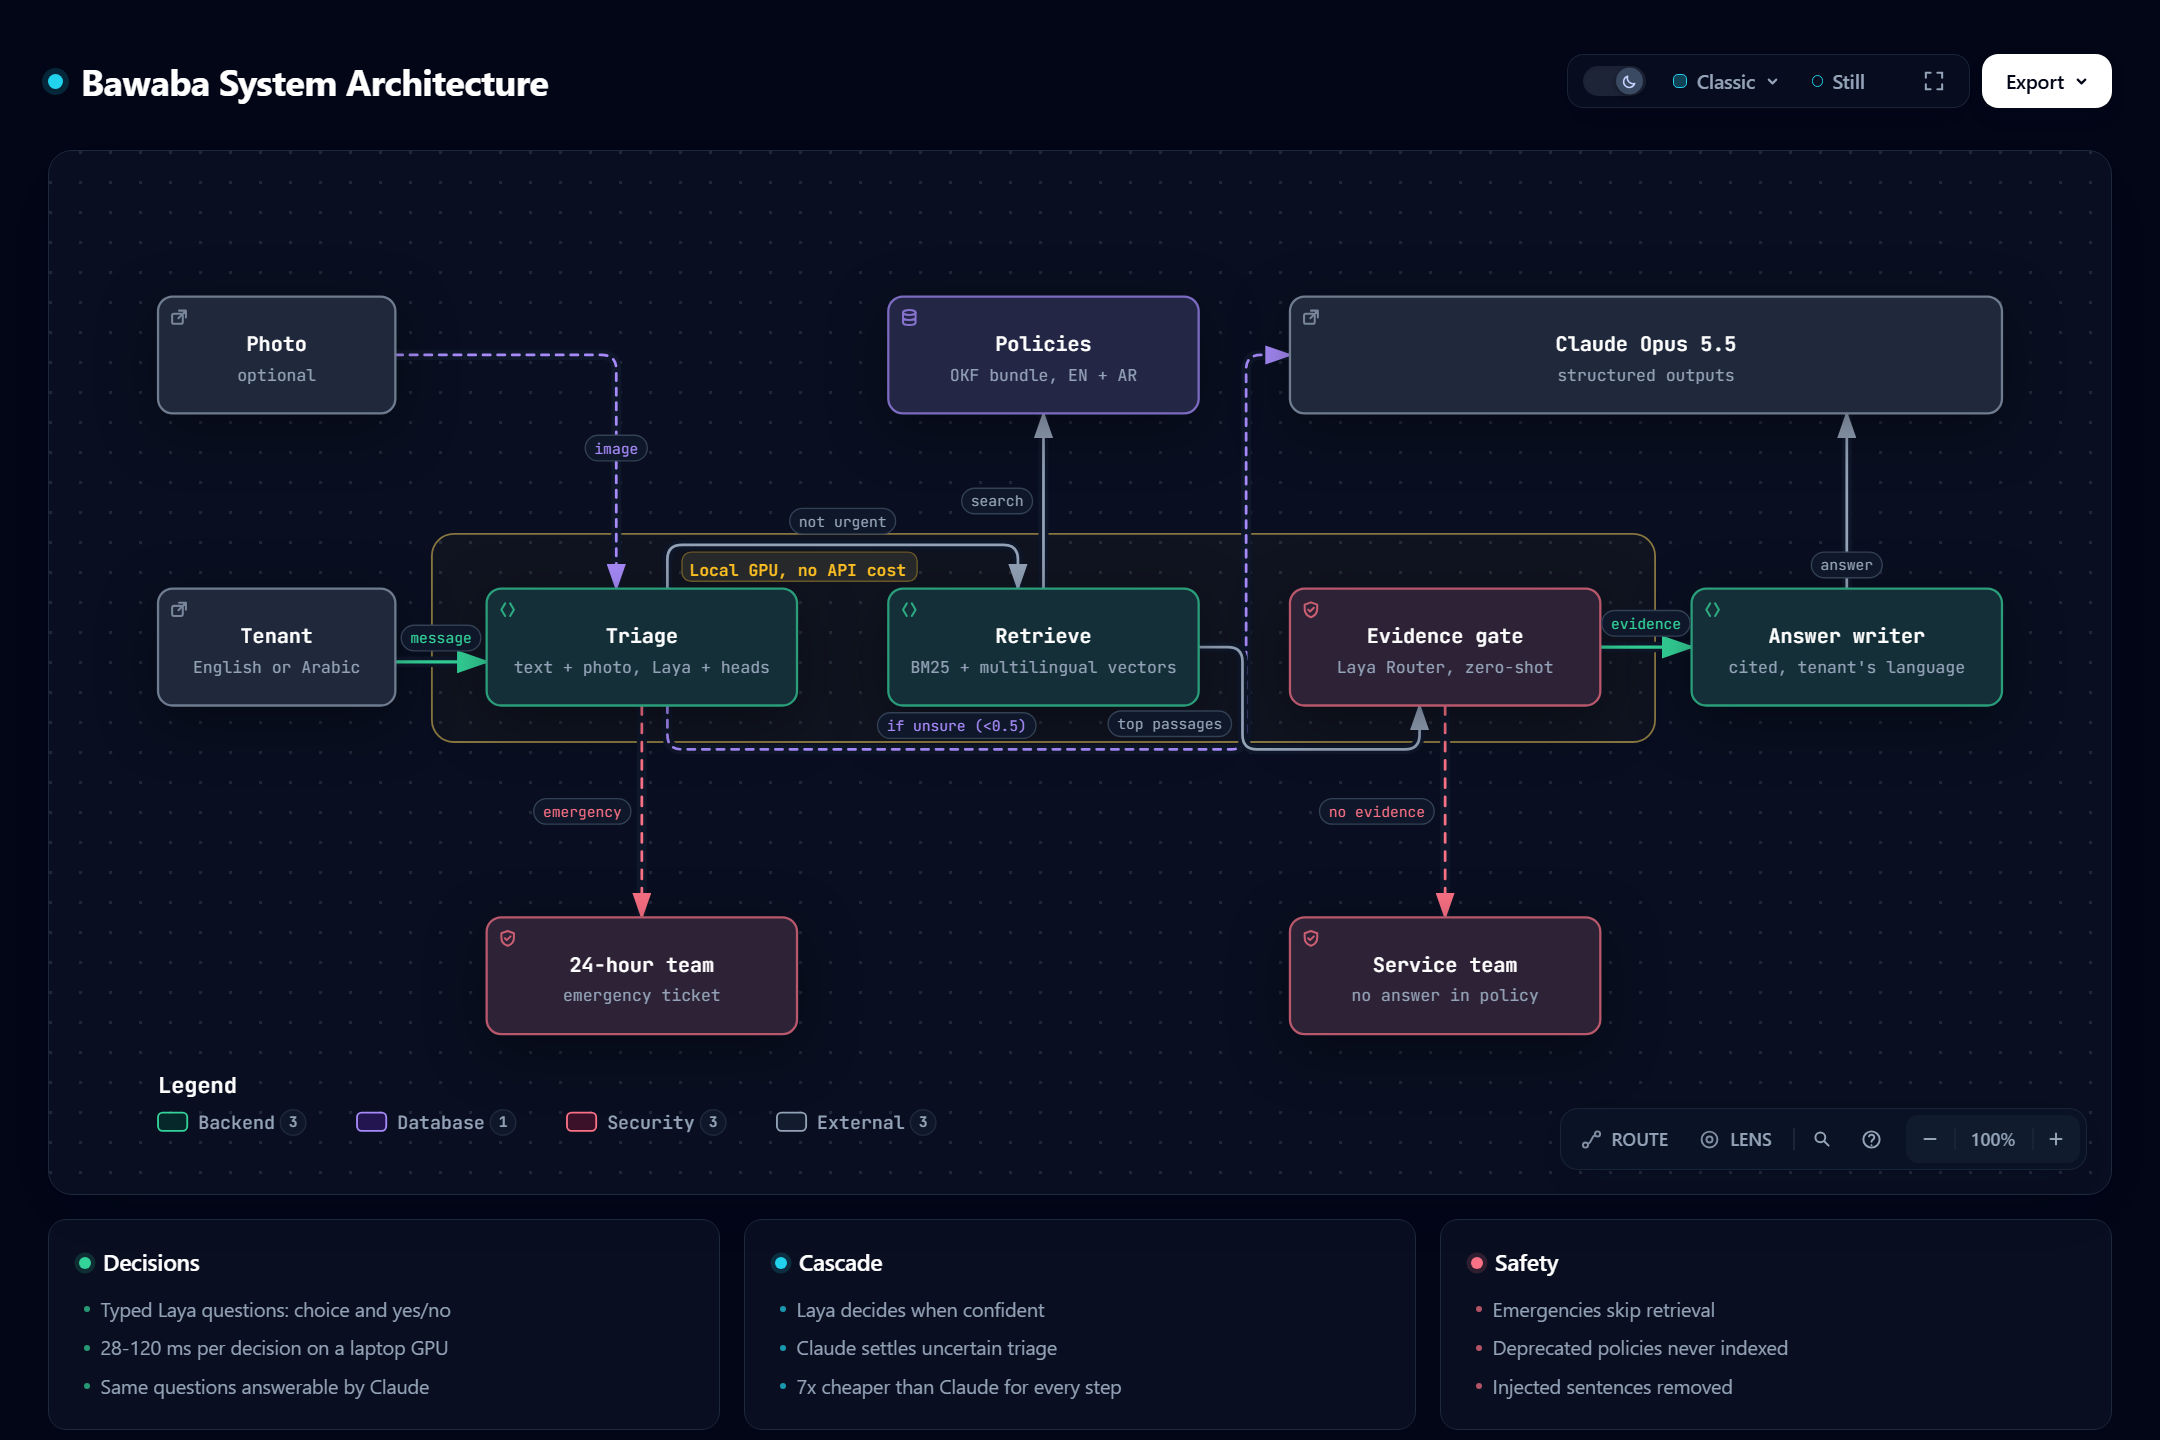 Bawaba System Architecture
Classic
Still
Export
Photo
optional
Policies
OKF bundle, EN + AR
Claude Opus 5.5
structured outputs
image
search
not urgent
Local GPU, no API cost
answer
Tenant
English or Arabic
message
Triage
text + photo, Laya + heads
Retrieve
BM25 + multilingual vectors
Evidence gate
Laya Router, zero-shot
evidence
Answer writer
cited, tenant's language
if unsure (<0.5)
top passages
emergency
no evidence
24-hour team
emergency ticket
Service team
no answer in policy
Legend
Backend 3
Database 1
Security 3
External 3
ROUTE
LENS
100%
Decisions
Typed Laya questions: choice and yes/no
28-120 ms per decision on a laptop GPU
Same questions answerable by Claude
Cascade
Laya decides when confident
Claude settles uncertain triage
7x cheaper than Claude for every step
Safety
Emergencies skip retrieval
Deprecated policies never indexed
Injected sentences removed